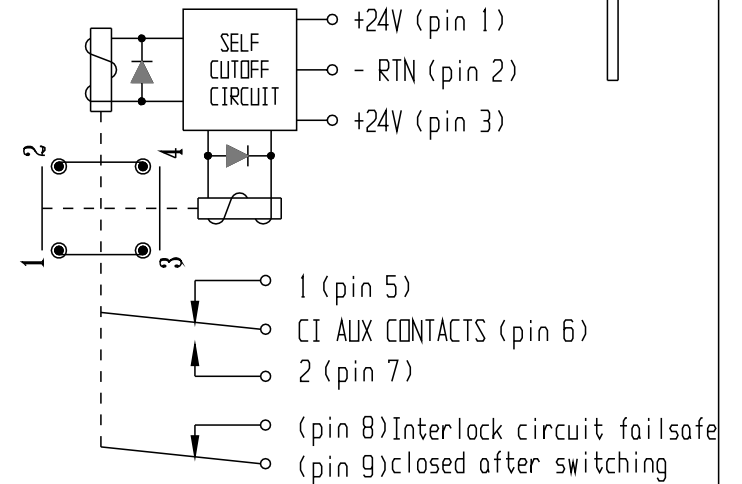 SELF
CUTOFF
CIRCUIT
+24V (pin 1)
- RTN (pin 2)
+24V (pin 3)
2
4
1
3
1 (pin 5)
CI AUX CONTACTS (pin 6)
2 (pin 7)
(pin 8)Interlock circuit failsafe
(pin 9)closed after switching